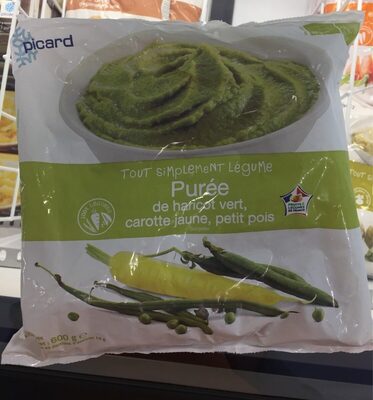 picard
TOUT SIMPLEMENT LÉGUME
Purée
de haricot vert,
carotte jaune, petit pois
600 g e